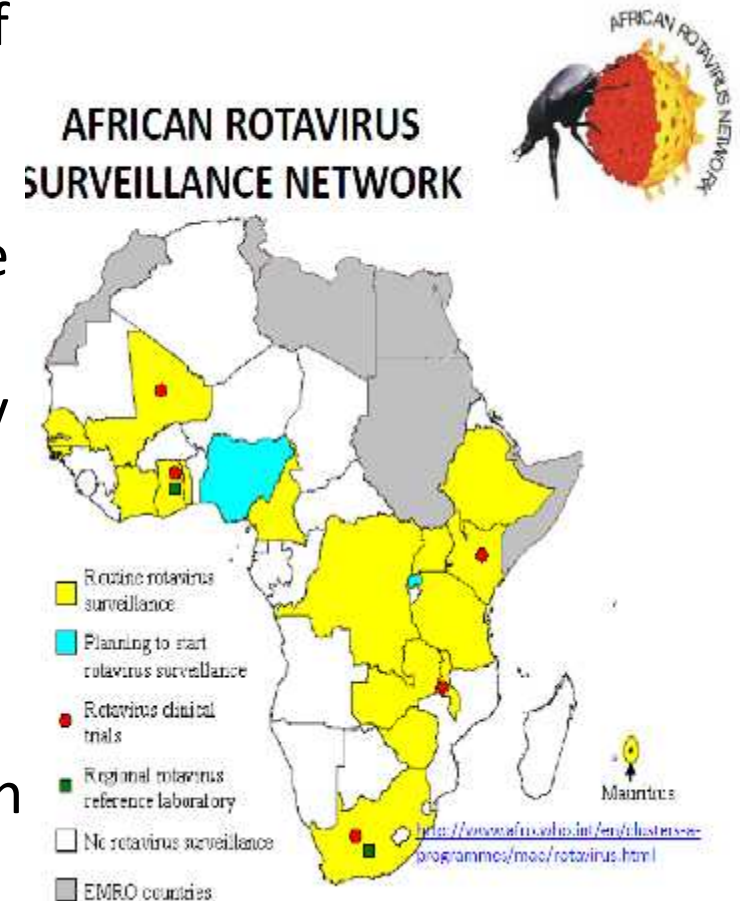 f
AFRICAN ROTAVIRUS NETWORK
AFRICAN ROTAVIRUS
SURVEILLANCE NETWORK
e
y
Routine rotavirus
surveillance
Planning to start
rotavirus surveillance
Rotavirus clinical
trials
Regional rotavirus
reference laboratory
No rotavirus surveillance
EMRO countries
n
Mauritius
http://www.afro.who.int/en/clusters-a-
programmes/mae/rotavirus.html